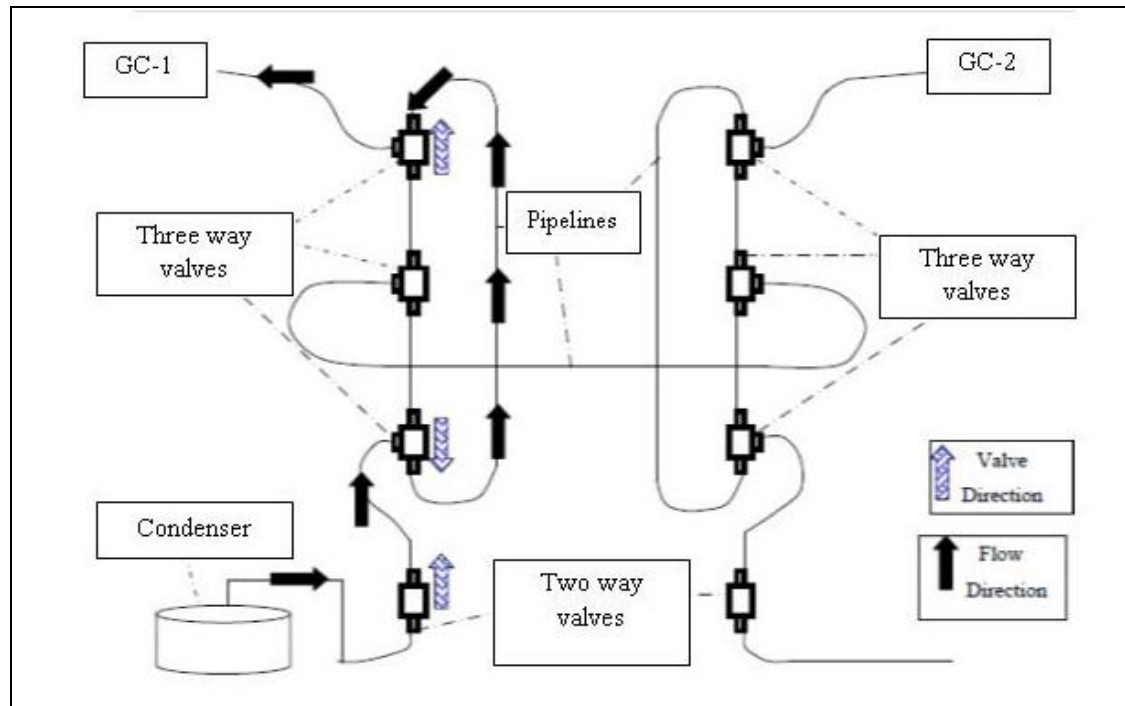 GC-1
GC-2
Three way
valves
Pipelines
Three way
valves
Valve
Direction
Condenser
Two way
valves
Flow
Direction